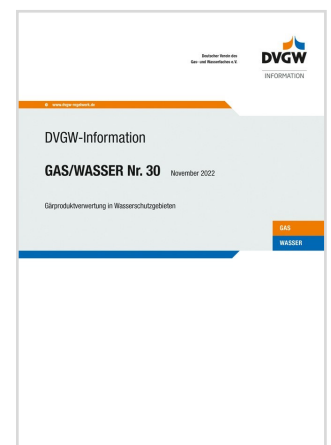 Deutscher Verein des
Gas- und Wasserfaches e.V.
DVGW
INFORMATION
www.dvgw-regelwerk.de
DVGW-Information
GAS/WASSER Nr. 30 November 2022
Gärproduktverwertung in Wasserschutzgebieten
GAS
WASSER